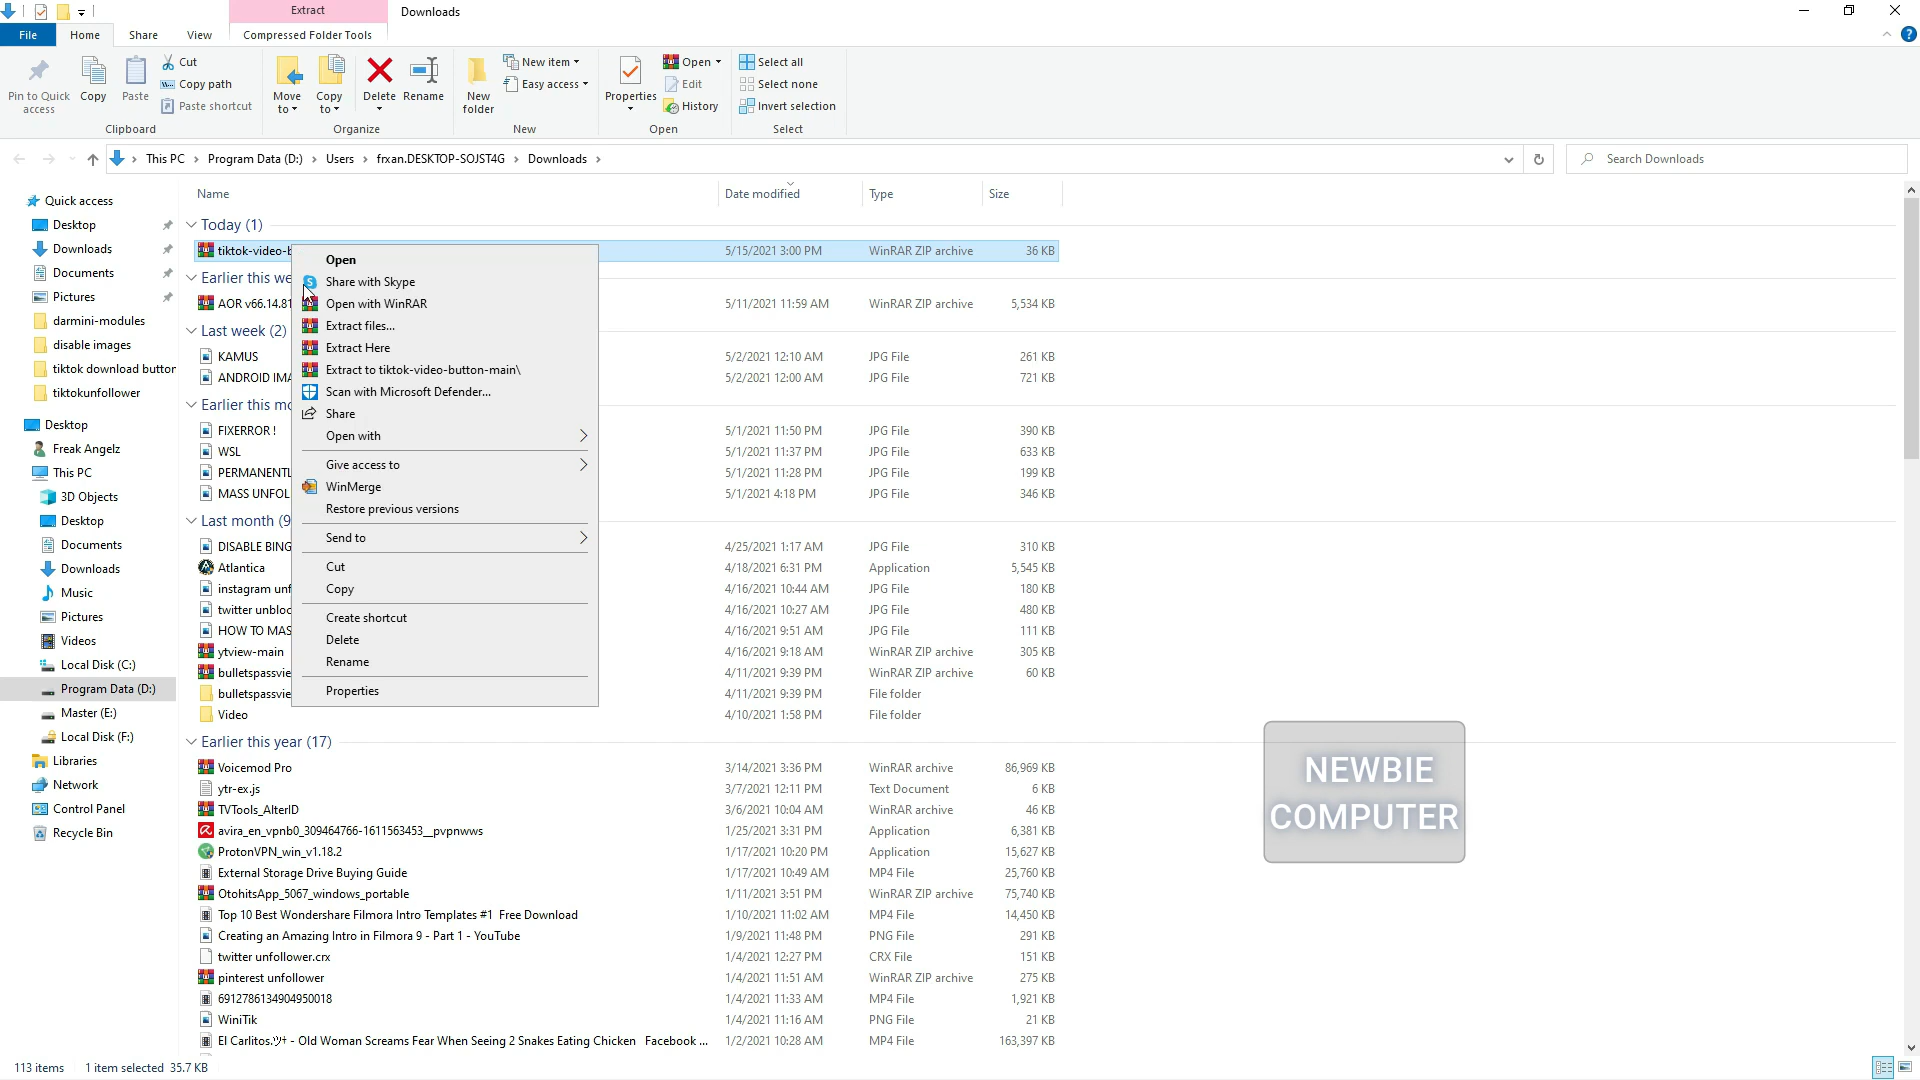 Extract
Downloads
File
Home
Share
View
Compressed Folder Tools
Pin to Quick access
Copy
Paste
Cut
Copy path
Paste shortcut
Clipboard
Move to
Copy to
Delete
Rename
Organize
New folder
New item
Easy access
New
Properties
Open
Edit
History
Open
Select all
Select none
Invert selection
Select
This PC
Program Data (D:)
Users
frxan.DESKTOP-SOJST4G
Downloads
Search Downloads
Quick access
Desktop
Downloads
Documents
Pictures
darmini-modules
disable images
tiktok download button
tiktokunfollower
Desktop
Freak Angelz
This PC
3D Objects
Desktop
Documents
Downloads
Music
Pictures
Videos
Local Disk (C:)
Program Data (D:)
Master (E:)
Local Disk (F:)
Libraries
Network
Control Panel
Recycle Bin
Name Date modified Type Size
Today (1)
tiktok-video-b 5/15/2021 3:00 PM WinRAR ZIP archive 36 KB
Earlier this we
AOR v66.14.81 5/11/2021 11:59 AM WinRAR ZIP archive 5,534 KB
Last week (2)
KAMUS 5/2/2021 12:10 AM JPG File 261 KB
ANDROID IMA 5/2/2021 12:00 AM JPG File 721 KB
Earlier this mo
FIXERROR ! 5/1/2021 11:50 PM JPG File 390 KB
WSL 5/1/2021 11:37 PM JPG File 633 KB
PERMANENTL 5/1/2021 11:28 PM JPG File 199 KB
MASS UNFOL 5/1/2021 4:18 PM JPG File 346 KB
Last month (9
DISABLE BING 4/25/2021 1:17 AM JPG File 310 KB
Atlantica 4/18/2021 6:31 PM Application 5,545 KB
instagram unf 4/16/2021 10:44 AM JPG File 180 KB
twitter unbloc 4/16/2021 10:27 AM JPG File 480 KB
HOW TO MAS 4/16/2021 9:51 AM JPG File 111 KB
ytview-main 4/16/2021 9:18 AM WinRAR ZIP archive 305 KB
bulletspassvie 4/11/2021 9:39 PM WinRAR ZIP archive 60 KB
bulletspassvie 4/11/2021 9:39 PM File folder
Video 4/10/2021 1:58 PM File folder
Earlier this year (17)
Voicemod Pro 3/14/2021 3:36 PM WinRAR archive 86,969 KB
ytr-ex.js 3/7/2021 12:11 PM Text Document 6 KB
TVTools_AlterID 3/6/2021 10:04 AM WinRAR archive 46 KB
avira_en_vpnb0_309464766-1611563453__pvpnwws 1/25/2021 3:31 PM Application 6,381 KB
ProtonVPN_win_v1.18.2 1/17/2021 10:20 PM Application 15,627 KB
External Storage Drive Buying Guide 1/17/2021 10:49 AM MP4 File 25,760 KB
OtohitsApp_5067_windows_portable 1/11/2021 3:51 PM WinRAR ZIP archive 75,740 KB
Top 10 Best Wondershare Filmora Intro Templates #1 Free Download 1/10/2021 11:02 AM MP4 File 14,450 KB
Creating an Amazing Intro in Filmora 9 - Part 1 - YouTube 1/9/2021 11:48 PM PNG File 291 KB
twitter unfollower.crx 1/4/2021 12:27 PM CRX File 151 KB
pinterest unfollower 1/4/2021 11:51 AM WinRAR ZIP archive 275 KB
6912786134904950018 1/4/2021 11:33 AM MP4 File 1,921 KB
WiniTik 1/4/2021 11:16 AM PNG File 21 KB
El Carlitos.ツ+ - Old Woman Screams Fear When Seeing 2 Snakes Eating Chicken Facebook ... 1/2/2021 10:28 AM MP4 File 163,397 KB
Open
Share with Skype
Open with WinRAR
Extract files...
Extract Here
Extract to tiktok-video-button-main\
Scan with Microsoft Defender...
Share
Open with
Give access to
WinMerge
Restore previous versions
Send to
Cut
Copy
Create shortcut
Delete
Rename
Properties
NEWBIE
COMPUTER
113 items 1 item selected 35.7 KB